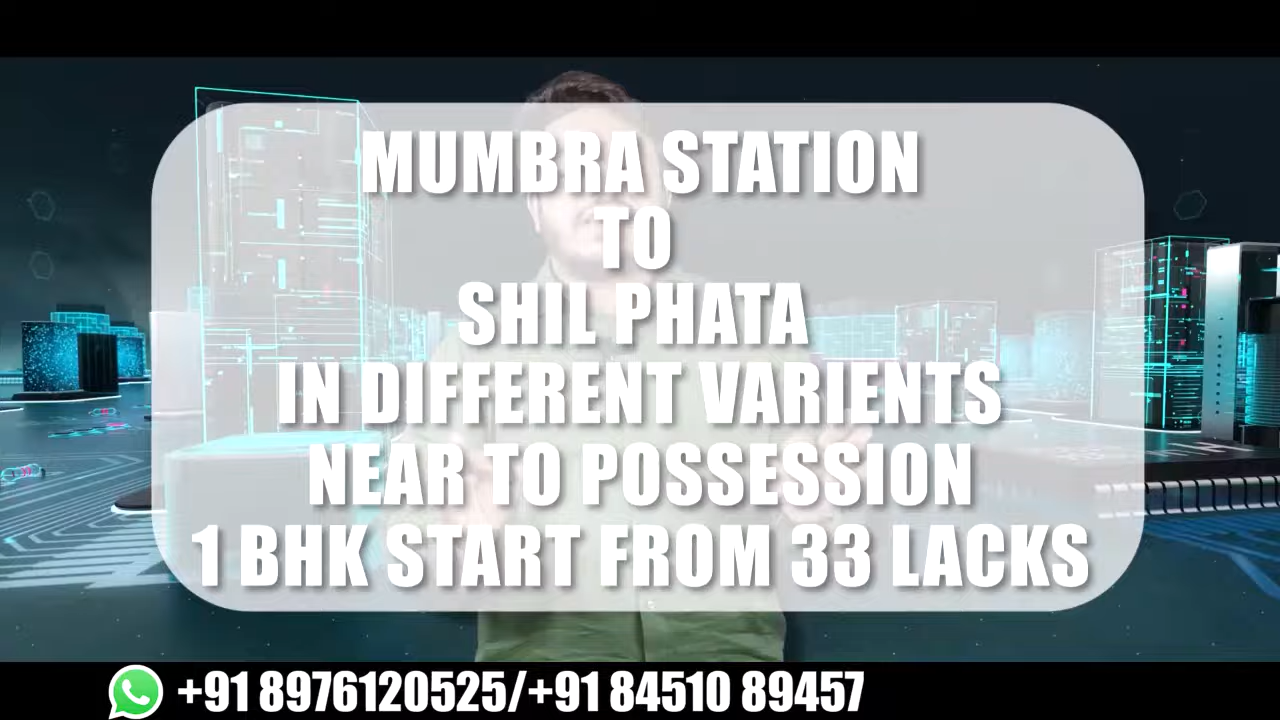 MUMBRA STATION
TO
SHIL PHATA
IN DIFFERENT VARIENTS
NEAR TO POSSESSION
1 BHK START FROM 33 LACKS
+91 8976120525/+91 84510 89457